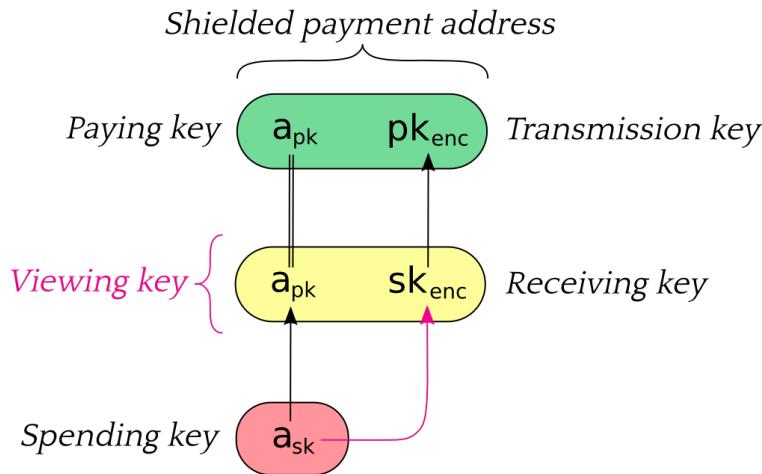 Shielded payment address
Paying key a_pk pk_enc Transmission key
Viewing key a_pk sk_enc Receiving key
Spending key a_sk